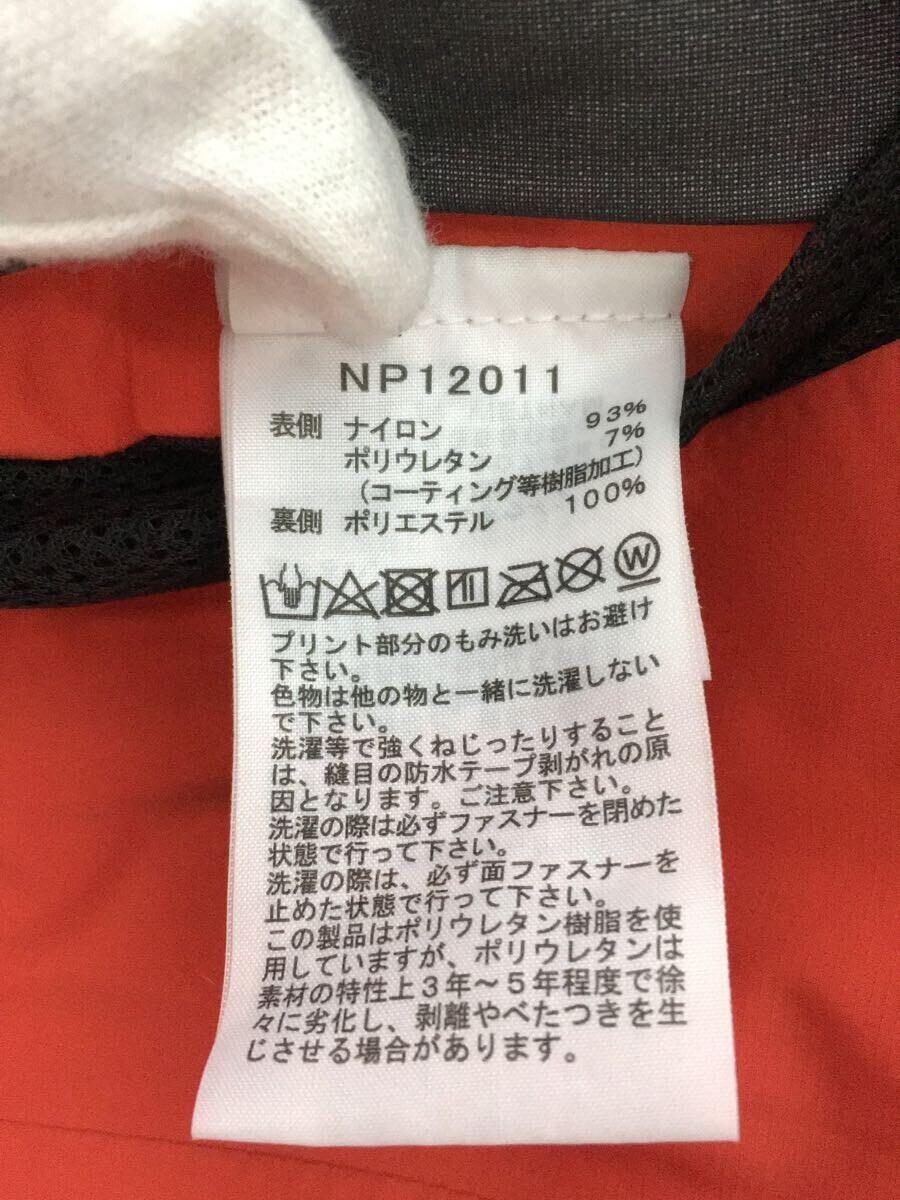 NP12011
表側 ナイロン 93%
ポリウレタン 7%
(コーティング等樹脂加工)
裏側 ポリエステル 100%
W
プリント部分のもみ洗いはお避け
下さい。
色物は他の物と一緒に洗濯しない
で下さい。
洗濯等で強くねじったりすること
は、縫目の防水テープ剥がれの原
因となります。ご注意下さい。
洗濯の際は必ずファスナーを閉めた
状態で行って下さい。
洗濯の際は、必ず面ファスナーを
止めた状態で行って下さい。
この製品はポリウレタン樹脂を使
用していますが、ポリウレタンは
素材の特性上3年～5年程度で徐
々に劣化し、剥離やべたつきを生
じさせる場合があります。